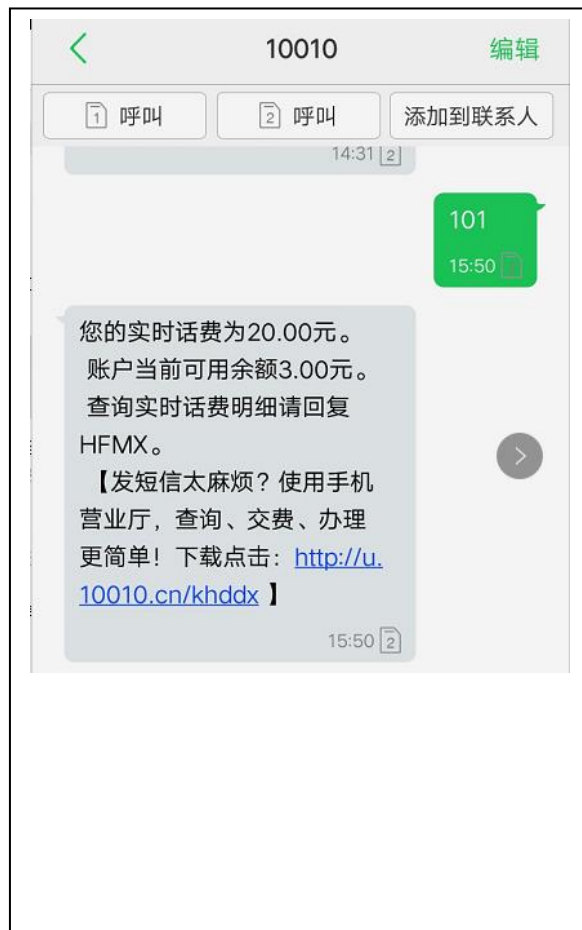 10010
编辑
1 呼叫
2 呼叫
添加到联系人
14:31 2
101
15:50
您的实时话费为20.00元。
账户当前可用余额3.00元。
查询实时话费明细请回复
HFMX。
【发短信太麻烦？使用手机
营业厅，查询、交费、办理
更简单！下载点击：http://u.
10010.cn/khddx 】
15:50 2